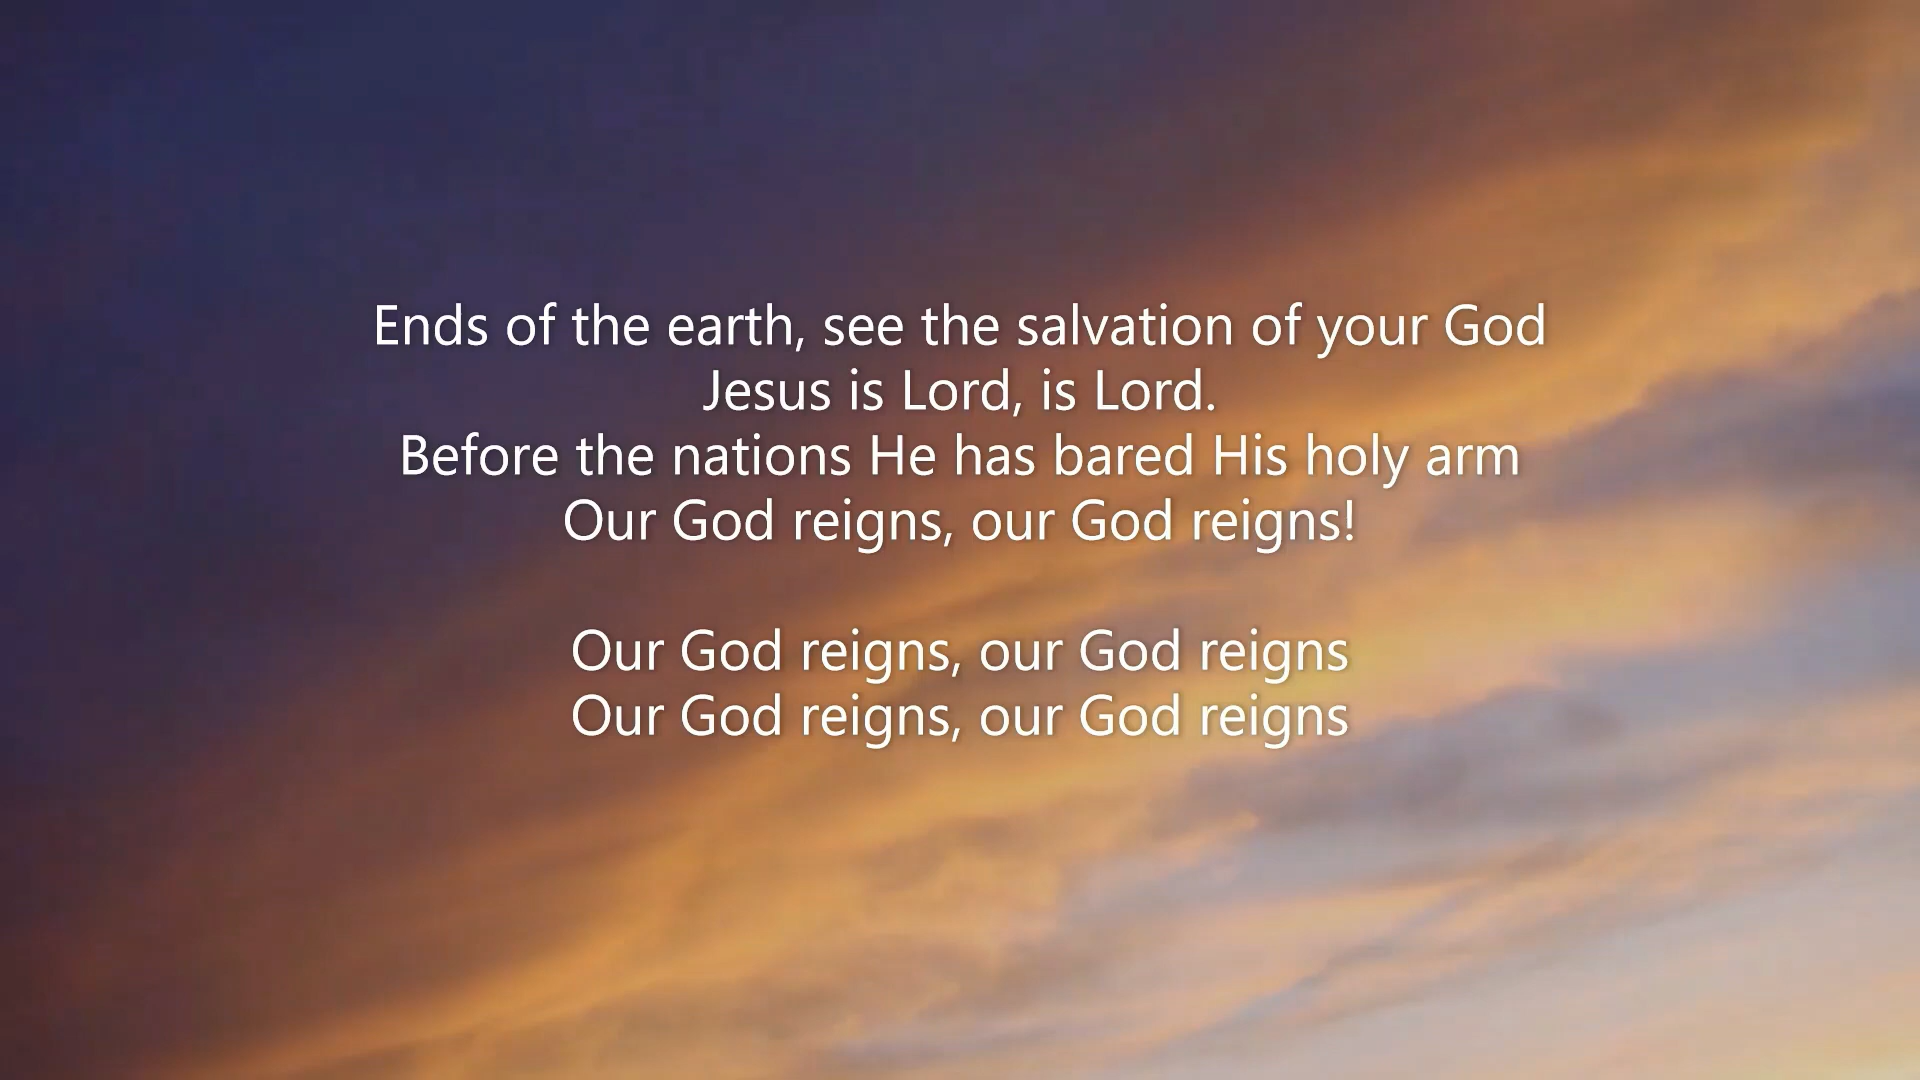 Ends of the earth, see the salvation of your God
Jesus is Lord, is Lord.
Before the nations He has bared His holy arm
Our God reigns, our God reigns!
Our God reigns, our God reigns
Our God reigns, our God reigns